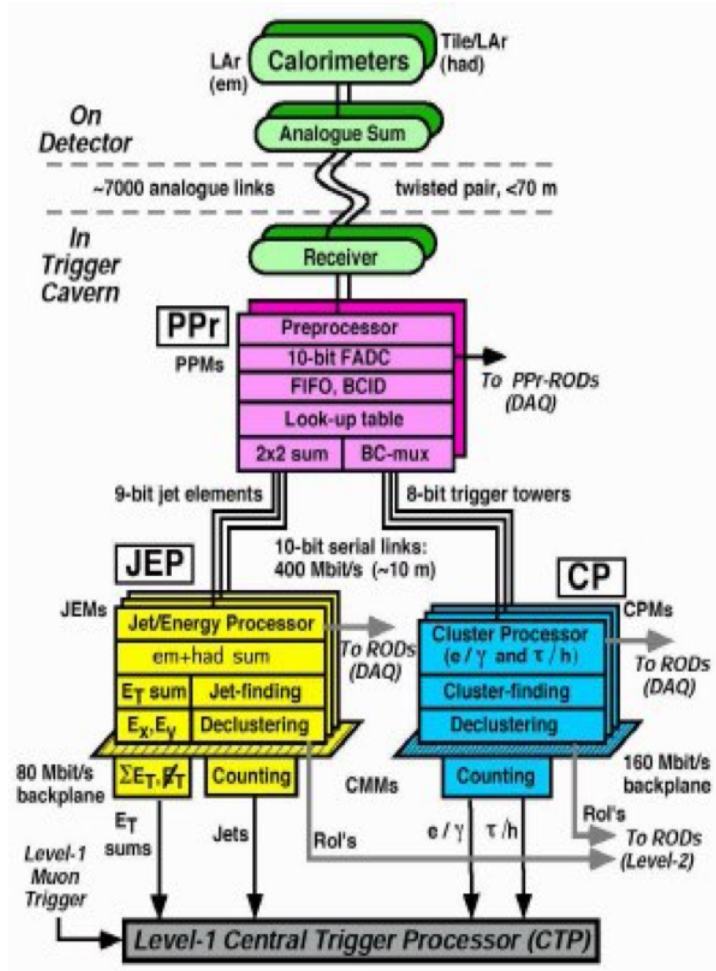 LAr
(em)
Calorimeters
Tile/LAr
(had)
On
Detector
Analogue Sum
~7000 analogue links
twisted pair, <70 m
In
Trigger
Cavern
Receiver
PPr
PPMs
Preprocessor
10-bit FADC
FIFO, BCID
Look-up table
2x2 sum
BC-mux
To PPr-RODs
(DAQ)
9-bit jet elements
8-bit trigger towers
10-bit serial links:
400 Mbit/s (~10 m)
JEP
CP
JEMs
Jet/Energy Processor
em+had sum
ET sum
Jet-finding
Ex,Ey
Declustering
To RODs
(DAQ)
CPMs
Cluster Processor
(e/γ and τ/h)
Cluster-finding
Declustering
To RODs
(DAQ)
80 Mbit/s
backplane
ΣET,E̸T
Counting
CMMs
Counting
160 Mbit/s
backplane
ET
sums
Jets
RoI's
e/γ
τ/h
RoI's
To RODs
(Level-2)
Level-1
Muon
Trigger
Level-1 Central Trigger Processor (CTP)